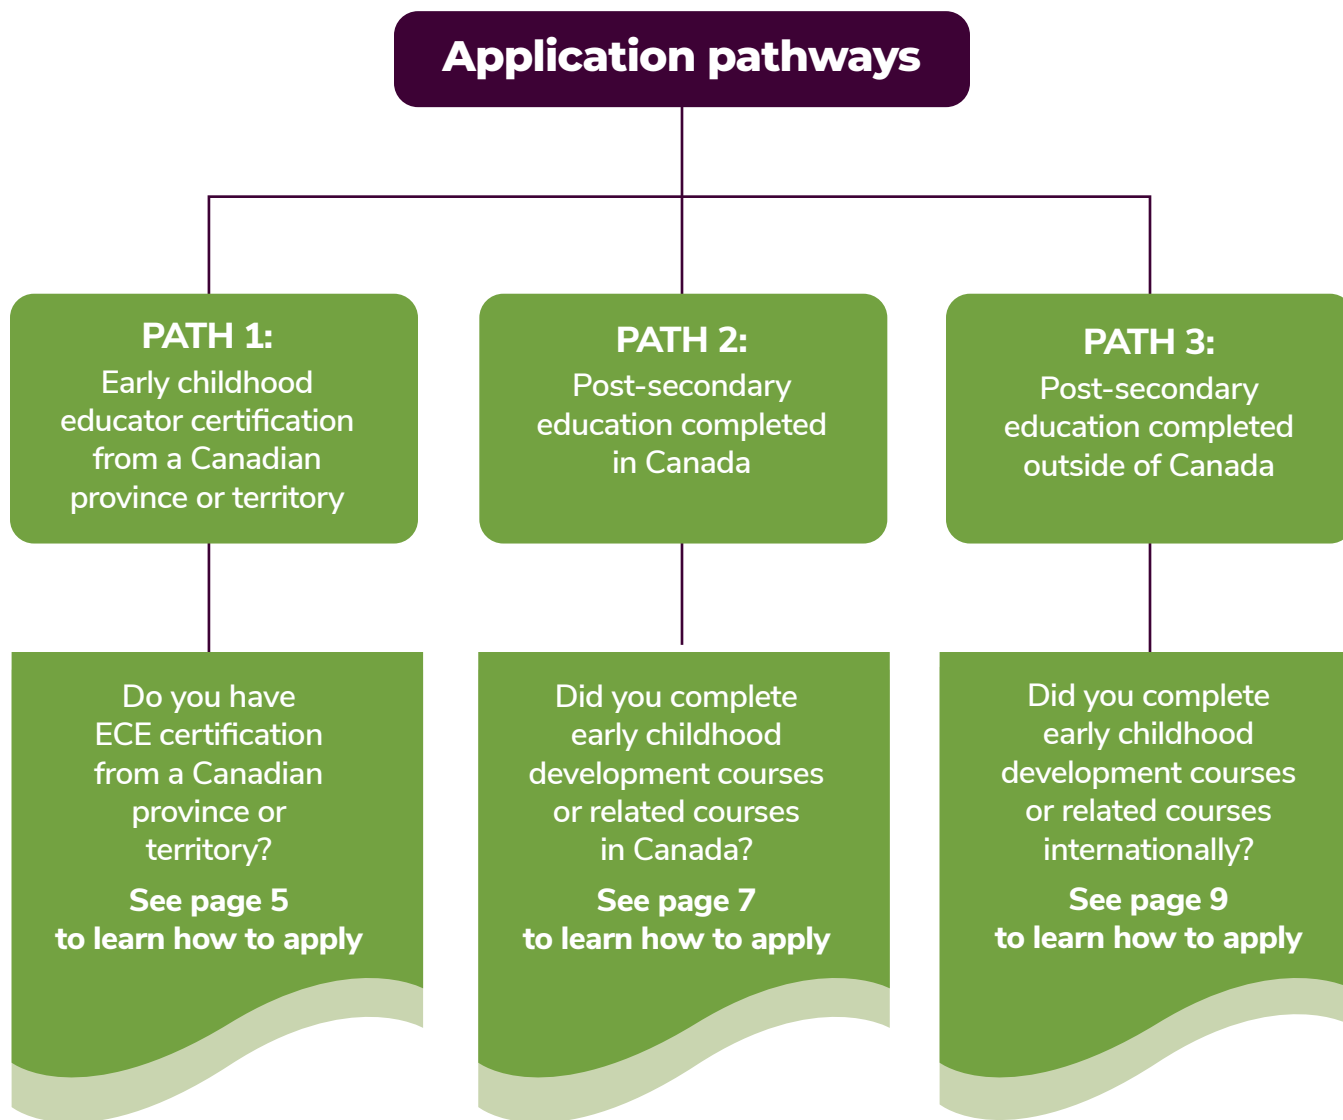 Application pathways
PATH 1:
Early childhood
educator certification
from a Canadian
province or territory
PATH 2:
Post-secondary
education completed
in Canada
PATH 3:
Post-secondary
education completed
outside of Canada
Do you have
ECE certification
from a Canadian
province or
territory?
See page 5
to learn how to apply
Did you complete
early childhood
development courses
or related courses
in Canada?
See page 7
to learn how to apply
Did you complete
early childhood
development courses
or related courses
internationally?
See page 9
to learn how to apply